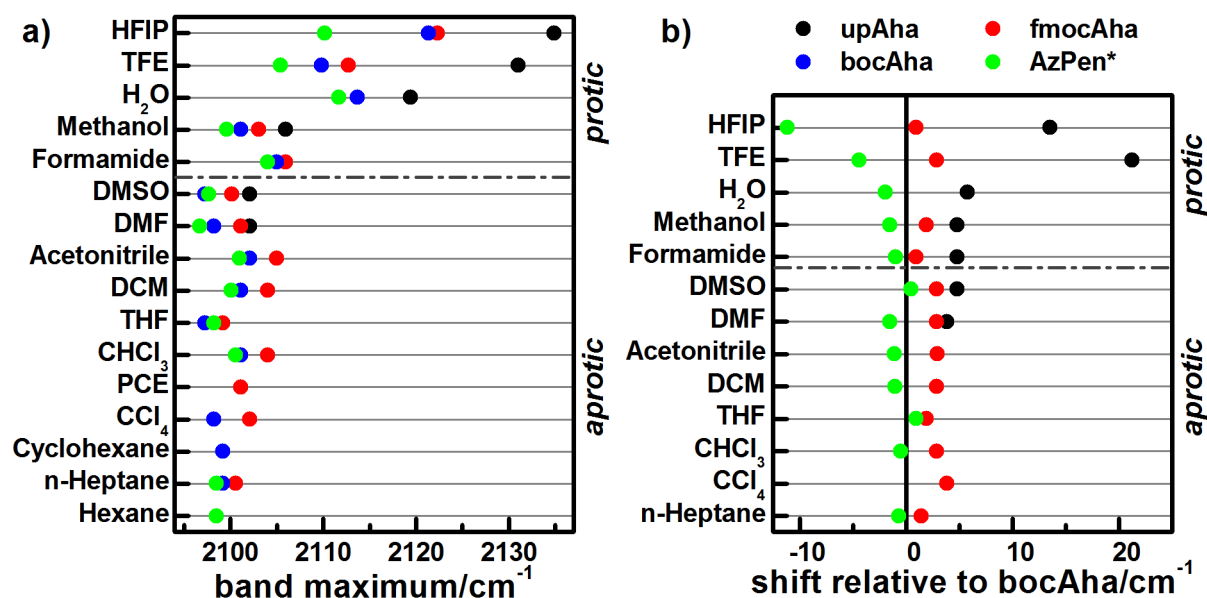 a)
HFIP
TFE
H₂O
Methanol
Formamide
DMSO
DMF
Acetonitrile
DCM
THF
CHCl₃
PCE
CCl₄
Cyclohexane
n-Heptane
Hexane
protic
aprotic
2100 2110 2120 2130
band maximum/cm⁻¹
b)
upAha fmocAha
bocAha AzPen*
HFIP
TFE
H₂O
Methanol
Formamide
DMSO
DMF
Acetonitrile
DCM
THF
CHCl₃
CCl₄
n-Heptane
protic
aprotic
-10 0 10 20
shift relative to bocAha/cm⁻¹